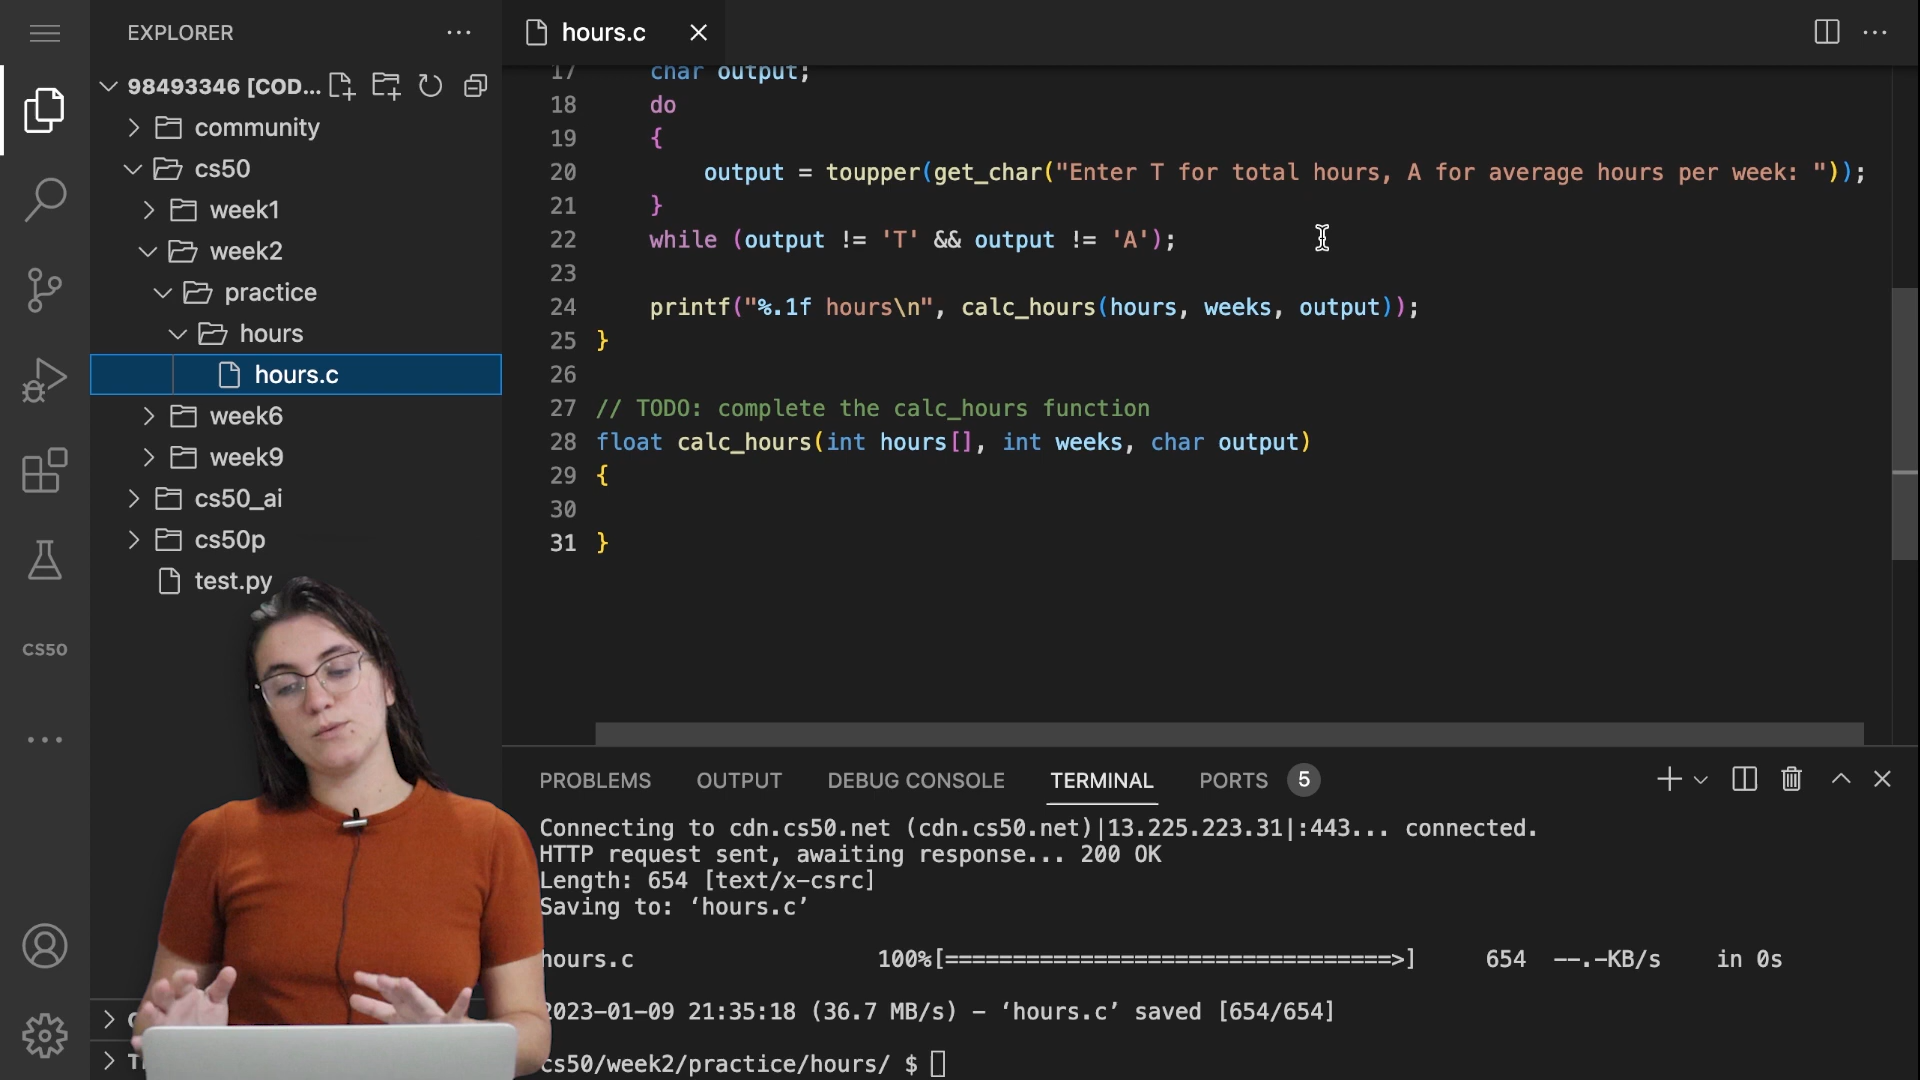 EXPLORER
98493346 [COD...
community
cs50
week1
week2
practice
hours
hours.c
week6
week9
cs50_ai
cs50p
test.py
CS50
hours.c
17 char output;
18 do
19 {
20 output = toupper(get_char("Enter T for total hours, A for average hours per week: "));
21 }
22 while (output != 'T' && output != 'A');
23
24 printf("%.1f hours\n", calc_hours(hours, weeks, output));
25 }
26
27 // TODO: complete the calc_hours function
28 float calc_hours(int hours[], int weeks, char output)
29 {
30
31 }
PROBLEMS OUTPUT DEBUG CONSOLE TERMINAL PORTS 5
Connecting to cdn.cs50.net (cdn.cs50.net)|13.225.223.31|:443... connected.
HTTP request sent, awaiting response... 200 OK
Length: 654 [text/x-csrc]
Saving to: ‘hours.c’
hours.c 100%[=================================>] 654 --.-KB/s in 0s
2023-01-09 21:35:18 (36.7 MB/s) - ‘hours.c’ saved [654/654]
cs50/week2/practice/hours/ $